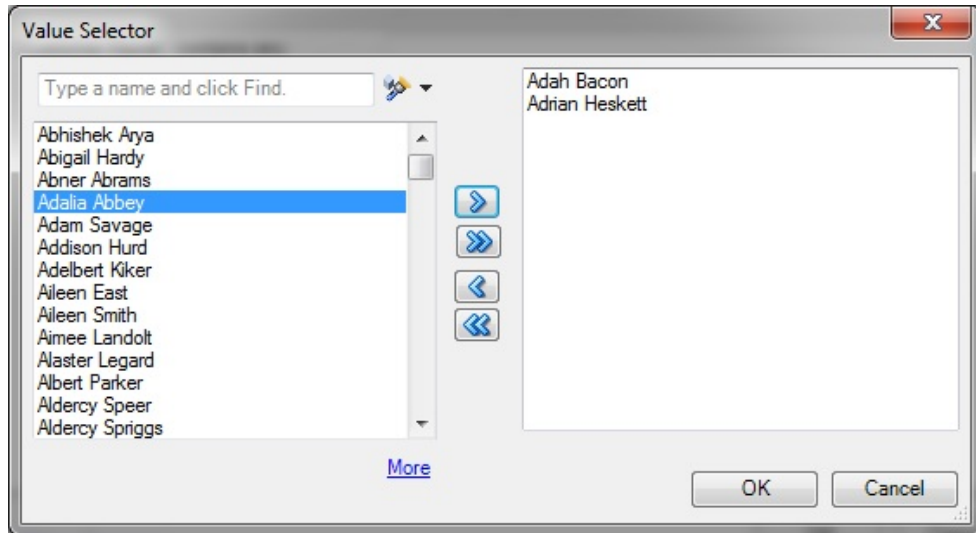 Value Selector
Type a name and click Find.
Abhishek Arya
Abigail Hardy
Abner Abrams
Adalia Abbey
Adam Savage
Addison Hurd
Adelbert Kiker
Aileen East
Aileen Smith
Aimee Landolt
Alaster Legard
Albert Parker
Aldercy Speer
Aldercy Spriggs
More
Adah Bacon
Adrian Heskett
OK
Cancel